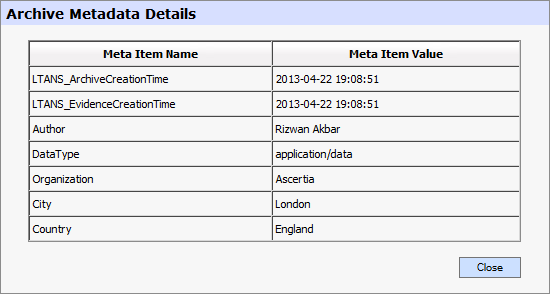 Archive Metadata Details
Meta Item Name Meta Item Value
LTANS_ArchiveCreationTime 2013-04-22 19:08:51
LTANS_EvidenceCreationTime 2013-04-22 19:08:51
Author Rizwan Akbar
DataType application/data
Organization Ascertia
City London
Country England
Close